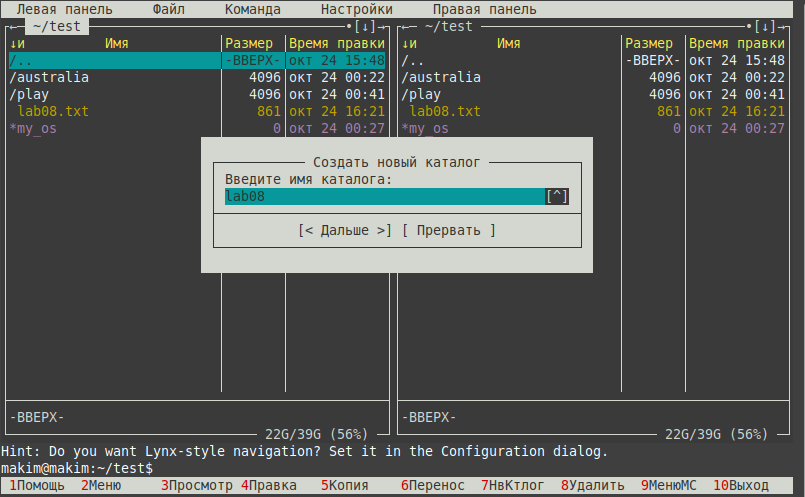 Левая панель Файл Команда Настройки Правая панель
←─ ~/test •[↓]→ ←─ ~/test •[↓]→
↓и Имя Размер Время правки ↓и Имя Размер Время правки
/.. -ВВЕРХ- окт 24 15:48 /.. -ВВЕРХ- окт 24 15:48
/australia 4096 окт 24 00:22 /australia 4096 окт 24 00:22
/play 4096 окт 24 00:41 /play 4096 окт 24 00:41
lab08.txt 861 окт 24 16:21 lab08.txt 861 окт 24 16:21
*my_os 0 окт 24 00:27 *my_os 0 окт 24 00:27
Создать новый каталог
Введите имя каталога:
lab08 [^]
[< Дальше >] [ Прервать ]
-ВВЕРХ- -ВВЕРХ-
22G/39G (56%) 22G/39G (56%)
Hint: Do you want Lynx-style navigation? Set it in the Configuration dialog.
makim@makim:~/test$
1Помощь 2Меню 3Просмотр 4Правка 5Копия 6Перенос 7НвКтлог 8Удалить 9МенюМС 10Выход